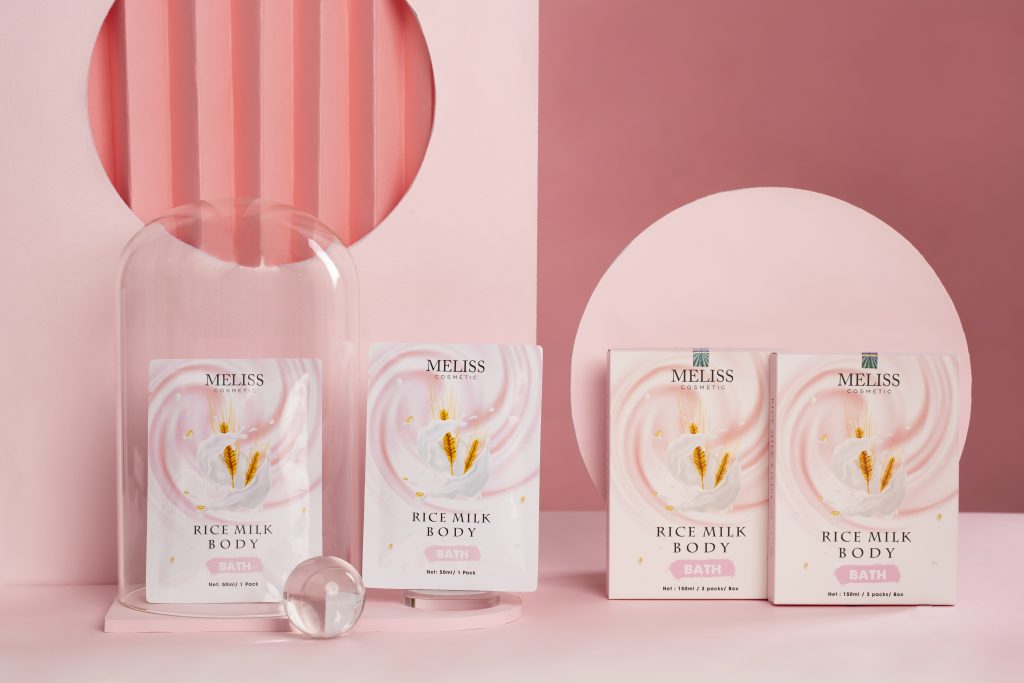 MELISS
COSMETIC
RICE MILK
BODY
BATH
Net: 50ml/ 1 Pack
MELISS
COSMETIC
RICE MILK
BODY
BATH
Net: 50ml/ 1 Pack
MELISS
COSMETIC
RICE MILK
BODY
BATH
Net : 150ml / 3 packs/ Box
MELISS
COSMETIC
RICE MILK
BODY
BATH
Net : 150ml / 3 packs/ Box